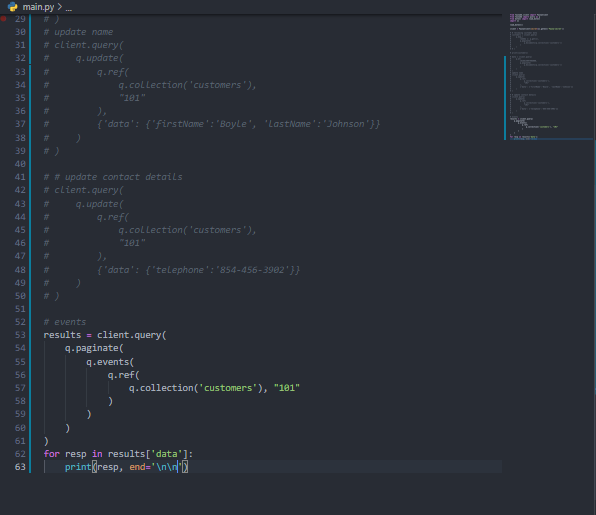 main.py > ...
29 # )
30 # update name
31 # client.query(
32 #     q.update(
33 #         q.ref(
34 #             q.collection('customers'),
35 #             "101"
36 #         ),
37 #         {'data': {'firstName':'Boyle', 'lastName':'Johnson'}}
38 #     )
39 # )
40
41 # # update contact details
42 # client.query(
43 #     q.update(
44 #         q.ref(
45 #             q.collection('customers'),
46 #             "101"
47 #         ),
48 #         {'data': {'telephone':'854-456-3902'}}
49 #     )
50 # )
51
52 # events
53 results = client.query(
54     q.paginate(
55         q.events(
56             q.ref(
57                 q.collection('customers'), "101"
58             )
59         )
60     )
61 )
62 for resp in results['data']:
63     print(resp, end='\n\n')